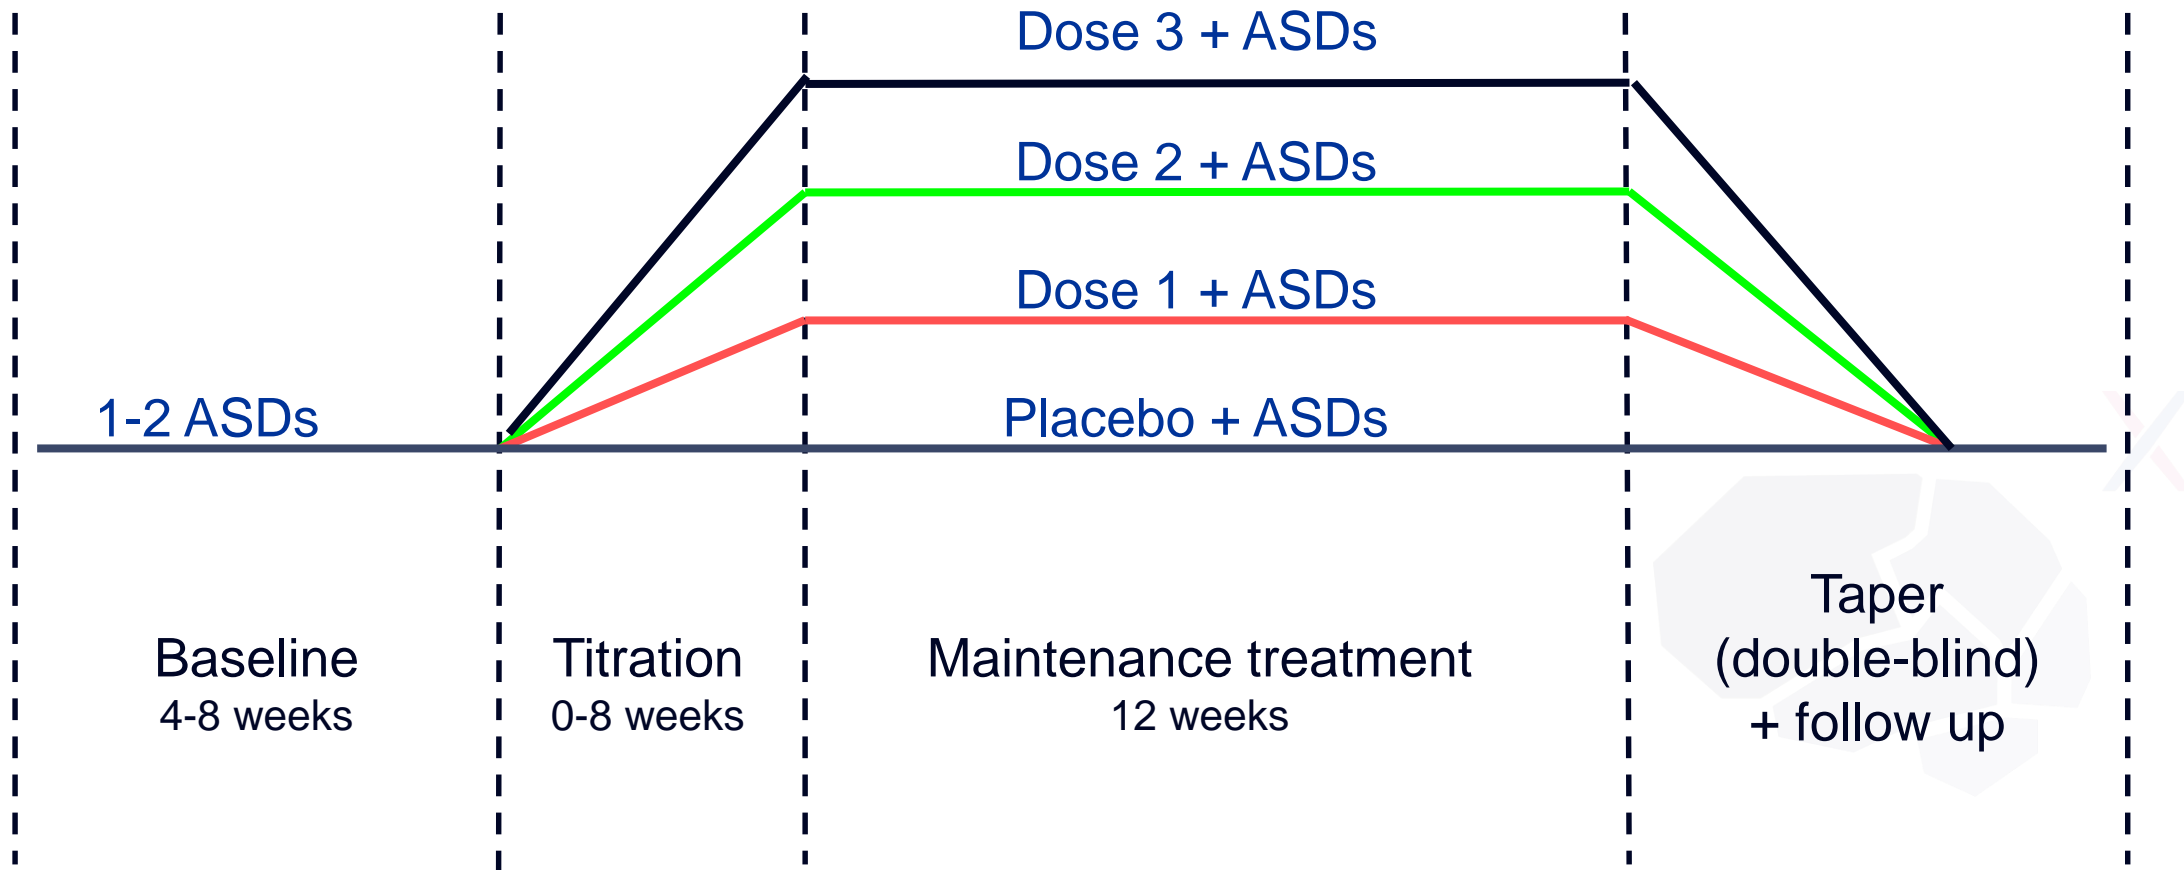 Dose 3 + ASDs
Dose 2 + ASDs
Dose 1 + ASDs
1-2 ASDs
Placebo + ASDs
Baseline
4-8 weeks
Titration
0-8 weeks
Maintenance treatment
12 weeks
Taper
(double-blind)
+ follow up